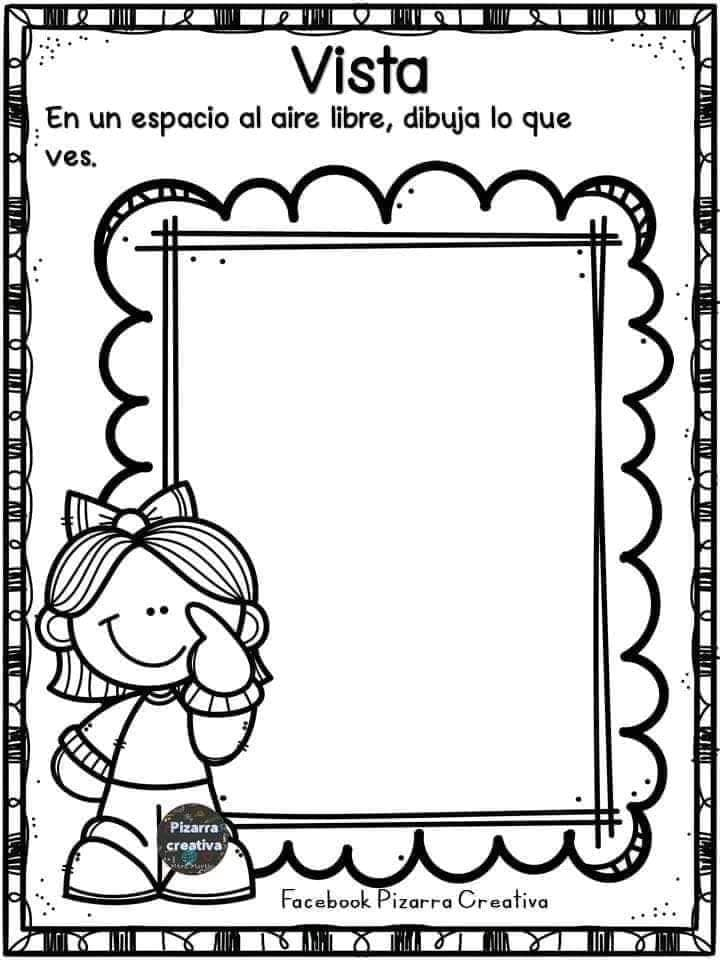 Vista
En un espacio al aire libre, dibuja lo que
ves.
Pizarra
creativa
Facebook Pizarra Creativa